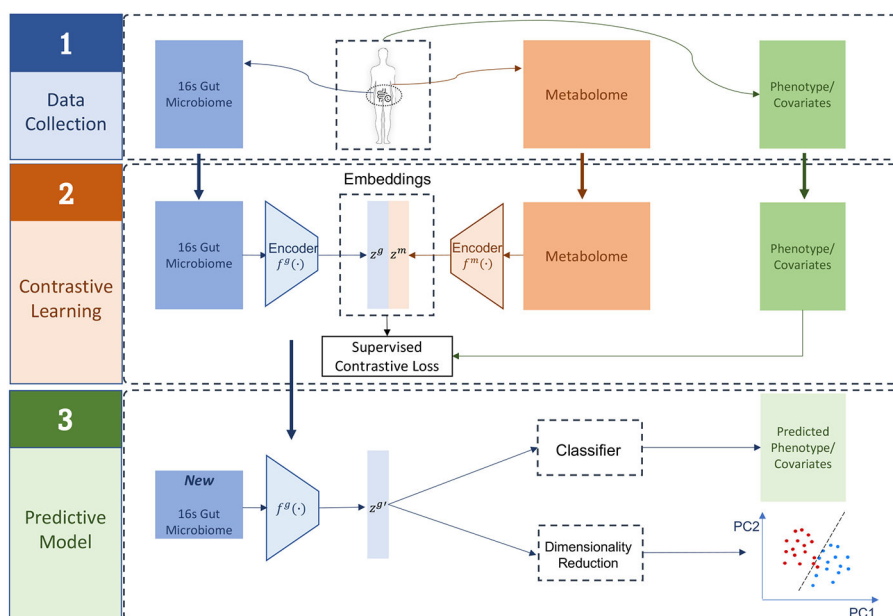 1
Data
Collection
16s Gut
Microbiome
Metabolome
Phenotype/
Covariates
2
Contrastive
Learning
Embeddings
16s Gut
Microbiome
Encoder
f^g(·)
z^g z^m
Encoder
f^m(·)
Metabolome
Phenotype/
Covariates
Supervised
Contrastive Loss
3
Predictive
Model
New
16s Gut
Microbiome
f^g(·)
z^g'
Classifier
Predicted
Phenotype/
Covariates
Dimensionality
Reduction
PC2
PC1